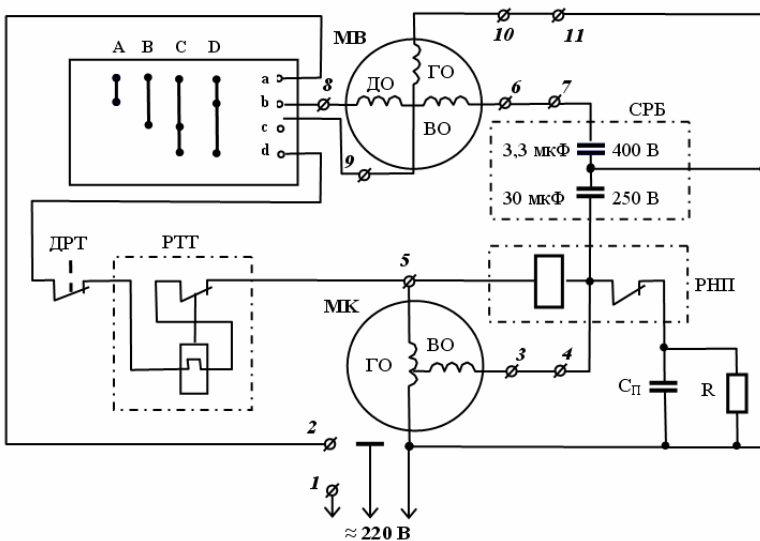 МВ
10
11
A B C D
a
b
c
d
8
ДО
ГО
ВО
6
7
СРБ
3,3 мкФ
400 В
30 мкФ
250 В
9
ДРТ
РТТ
5
РНП
МК
ГО
ВО
3
4
СП
R
2
1
≈ 220 В